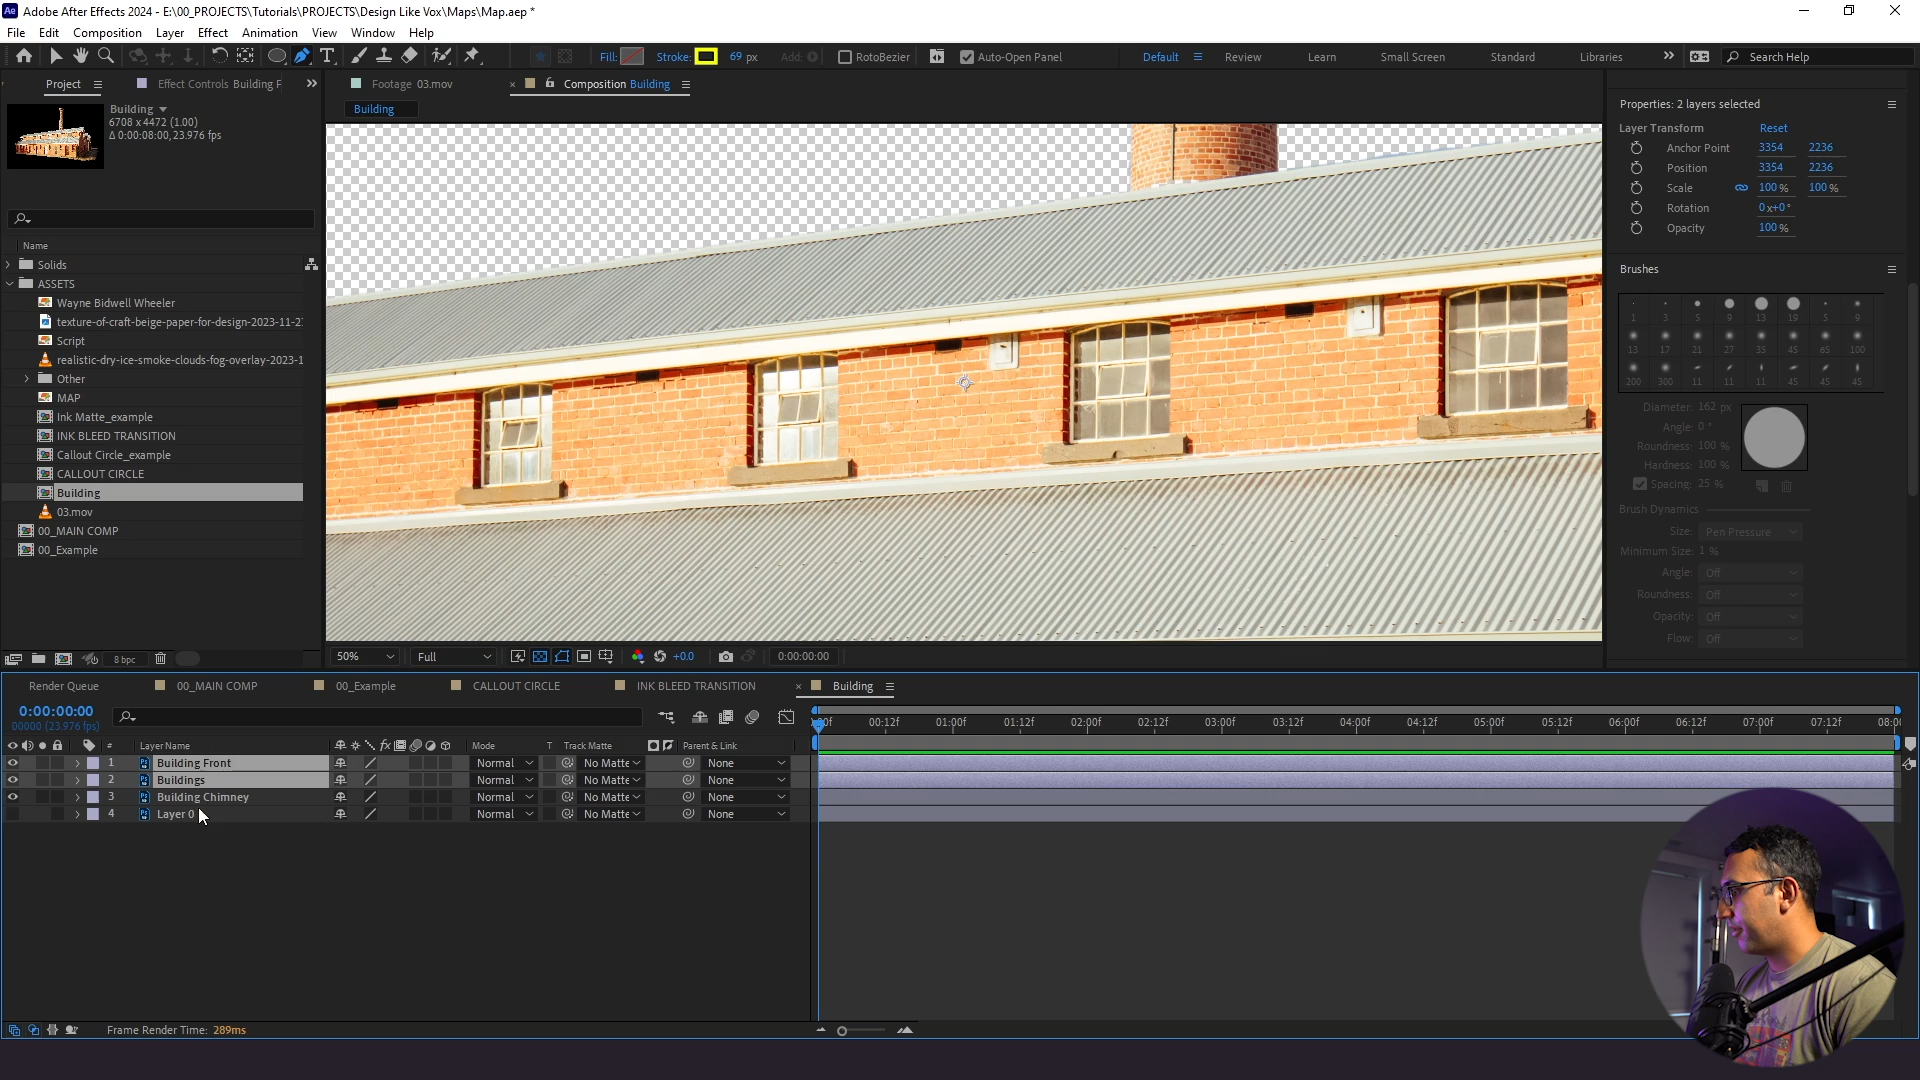 Adobe After Effects 2024 - E:\00_PROJECTS\Tutorials\PROJECTS\Design Like Vox\Maps\Map.aep *
File Edit Composition Layer Effect Animation View Window Help
Fill: Stroke: 69 px Add: RotoBezier Auto-Open Panel Default Review Learn Small Screen Standard Libraries Search Help
Project Effect Controls Building F
Footage 03.mov Composition Building
Building
Building
6708 x 4472 (1.00)
Δ 0:00:08:00, 23.976 fps
Name
Solids
ASSETS
Wayne Bidwell Wheeler
texture-of-craft-beige-paper-for-design-2023-11-2
Script
realistic-dry-ice-smoke-clouds-fog-overlay-2023-1
Other
MAP
Ink Matte_example
INK BLEED TRANSITION
Callout Circle_example
CALLOUT CIRCLE
Building
03.mov
00_MAIN COMP
00_Example
8 bpc
50% Full +0.0 0:00:00:00
Properties: 2 layers selected
Layer Transform Reset
Anchor Point 3354 2236
Position 3354 2236
Scale 100 % 100 %
Rotation 0x+0°
Opacity 100 %
Brushes
1 3 5 9 13 19 5 9
13 17 21 27 35 45 65 100
200 300 11 11 11 45 45 45
Diameter: 162 px
Angle: 0 °
Roundness: 100 %
Hardness: 100 %
Spacing: 25 %
Brush Dynamics
Size: Pen Pressure
Minimum Size: 1 %
Angle: Off
Roundness: Off
Opacity: Off
Flow: Off
Render Queue 00_MAIN COMP 00_Example CALLOUT CIRCLE INK BLEED TRANSITION Building
0:00:00:00
00000 (23.976 fps)
00f 00:12f 01:00f 01:12f 02:00f 02:12f 03:00f 03:12f 04:00f 04:12f 05:00f 05:12f 06:00f 06:12f 07:00f 07:12f 08:00
# Layer Name Mode T Track Matte Parent & Link
1 Building Front Normal No Matte None
2 Buildings Normal No Matte None
3 Building Chimney Normal No Matte None
4 Layer 0 Normal No Matte None
Frame Render Time: 289ms